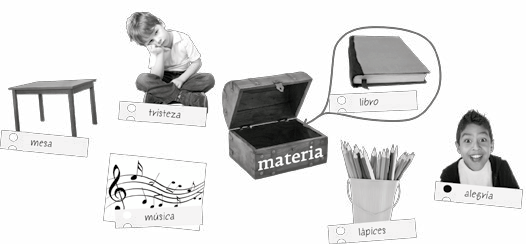 tristeza
libro
mesa
materia
alegría
música
lápices